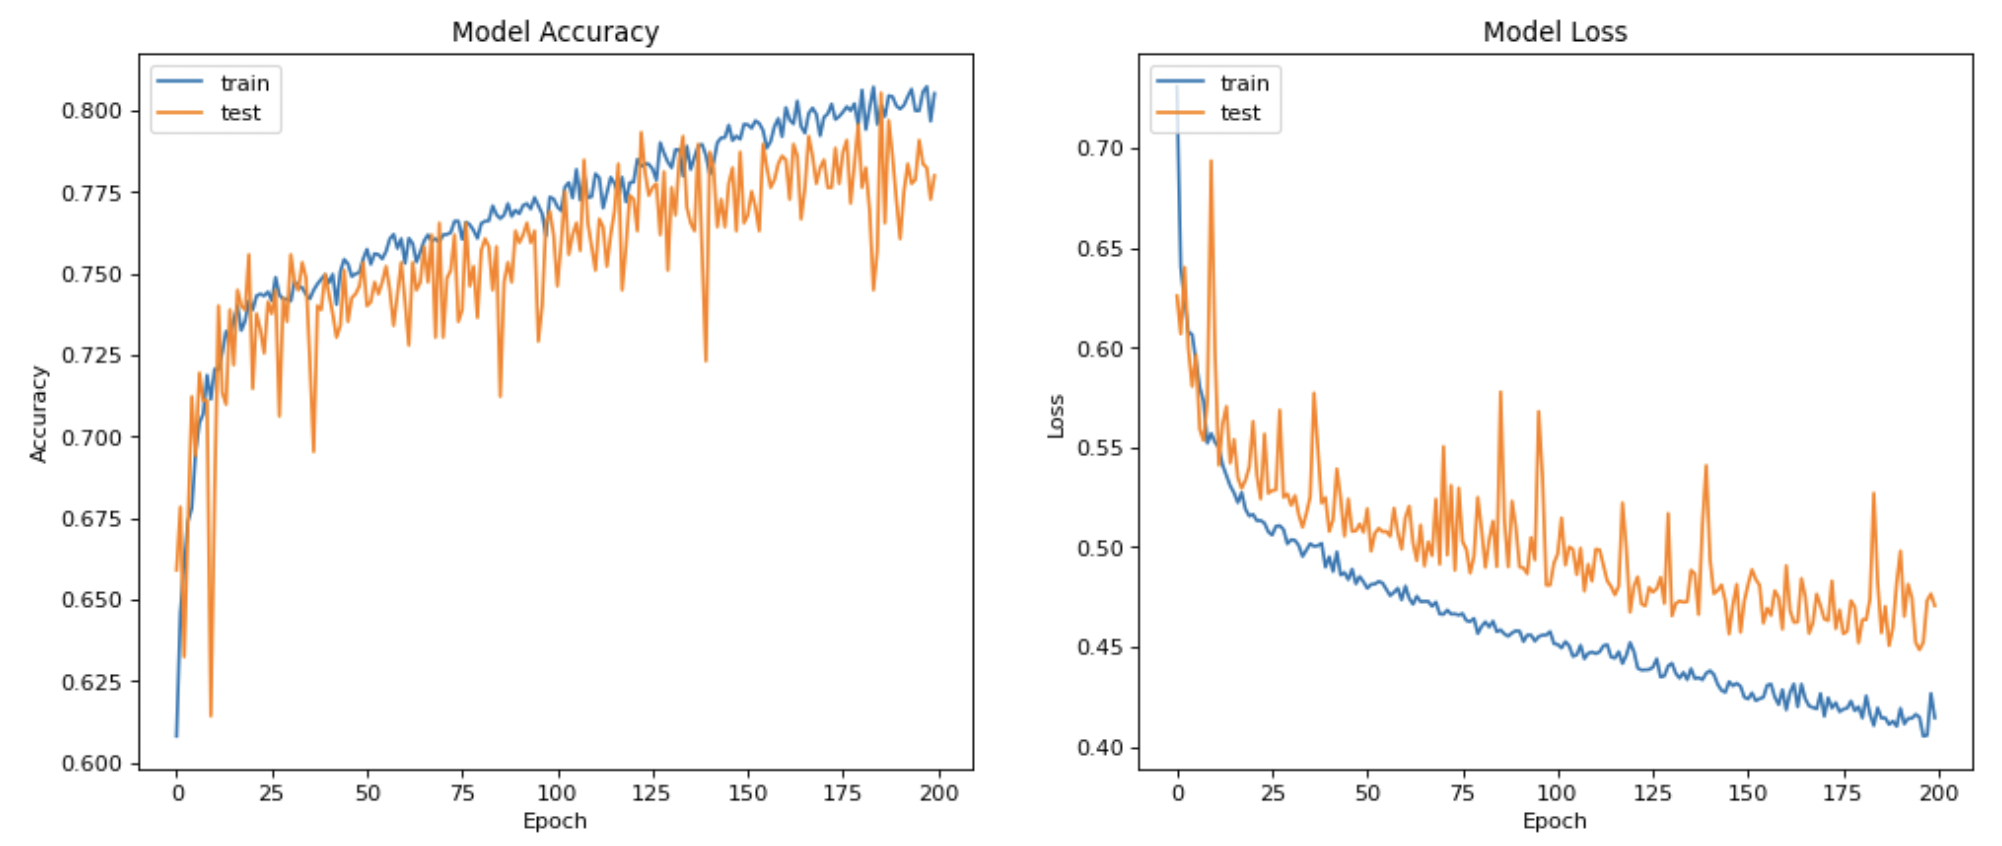 Model Accuracy
train
test
0.800
0.775
0.750
0.725
0.700
0.675
0.650
0.625
0.600
Accuracy
0 25 50 75 100 125 150 175 200
Epoch
Model Loss
train
test
0.70
0.65
0.60
0.55
0.50
0.45
0.40
Loss
0 25 50 75 100 125 150 175 200
Epoch